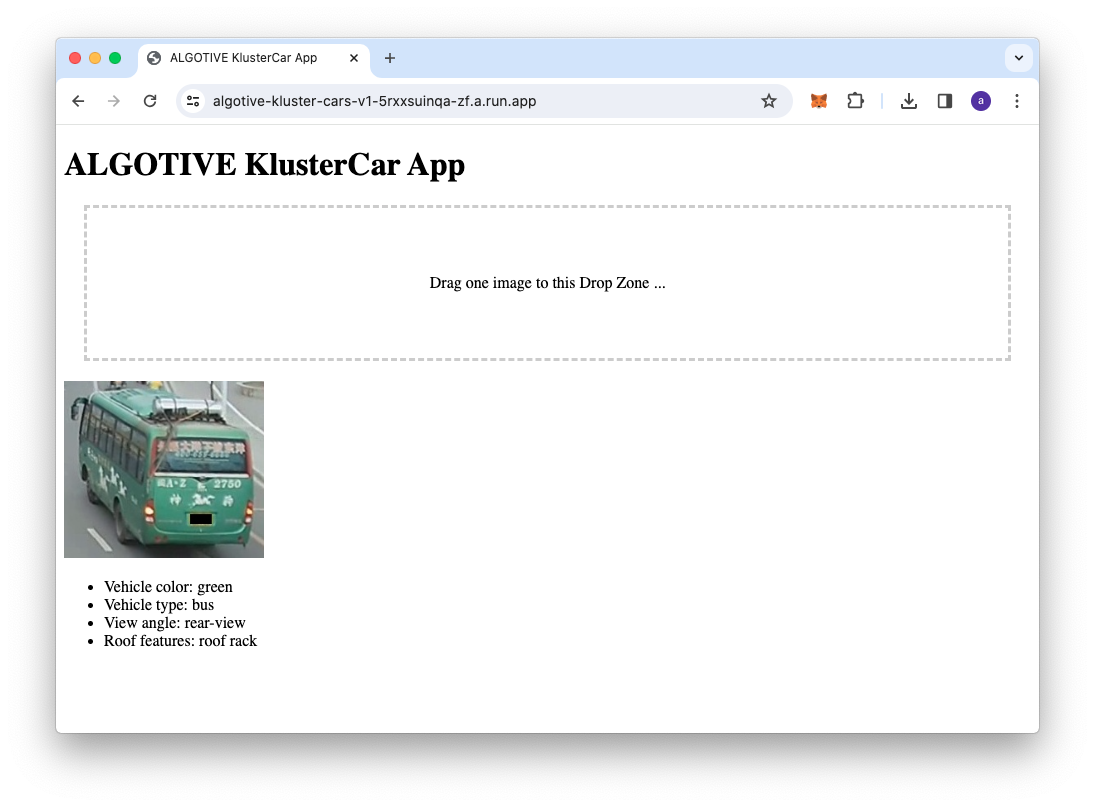 ALGOTIVE KlusterCar App
algotive-kluster-cars-v1-5rxxsuinqa-zf.a.run.app
a
ALGOTIVE KlusterCar App
Drag one image to this Drop Zone ...
A·Z 2750
Vehicle color: green
Vehicle type: bus
View angle: rear-view
Roof features: roof rack